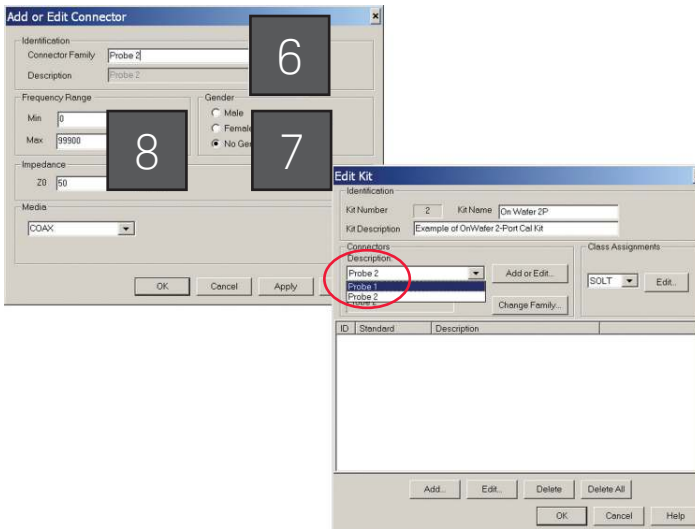 Add or Edit Connector
Identification
Connector Family Probe 2
Description Probe 2
6
Frequency Range
Min 0
Max 99900
8
Gender
Male
Female
No Gen
7
Impedance
Z0 50
Media
COAX
OK Cancel Apply
Edit Kit
Identification
Kit Number 2 Kit Name On Wafer 2P
Kit Description Example of OnWafer 2-Port Cal Kit
Connectors
Description
Probe 2
Probe 1
Probe 2
Add or Edit...
Change Family...
Class Assignments
SOLT Edit...
ID Standard Description
Add... Edit... Delete Delete All
OK Cancel Help